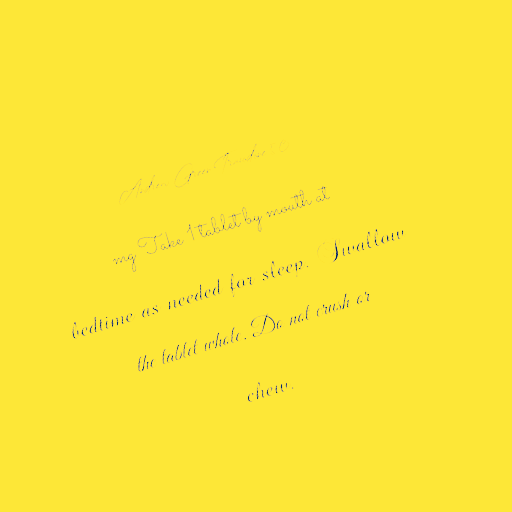 mg Take 1 tablet by mouth at
bedtime as needed for sleep. Swallow
the tablet whole. Do not crush or
chew.